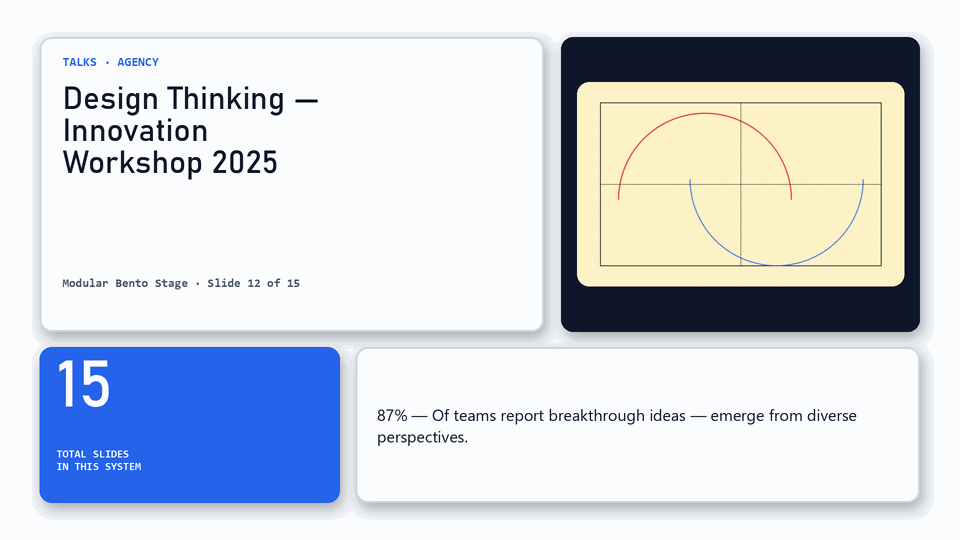 TALKS · AGENCY
Design Thinking —
Innovation
Workshop 2025
Modular Bento Stage · Slide 12 of 15
15
TOTAL SLIDES
IN THIS SYSTEM
87% — Of teams report breakthrough ideas — emerge from diverse
perspectives.